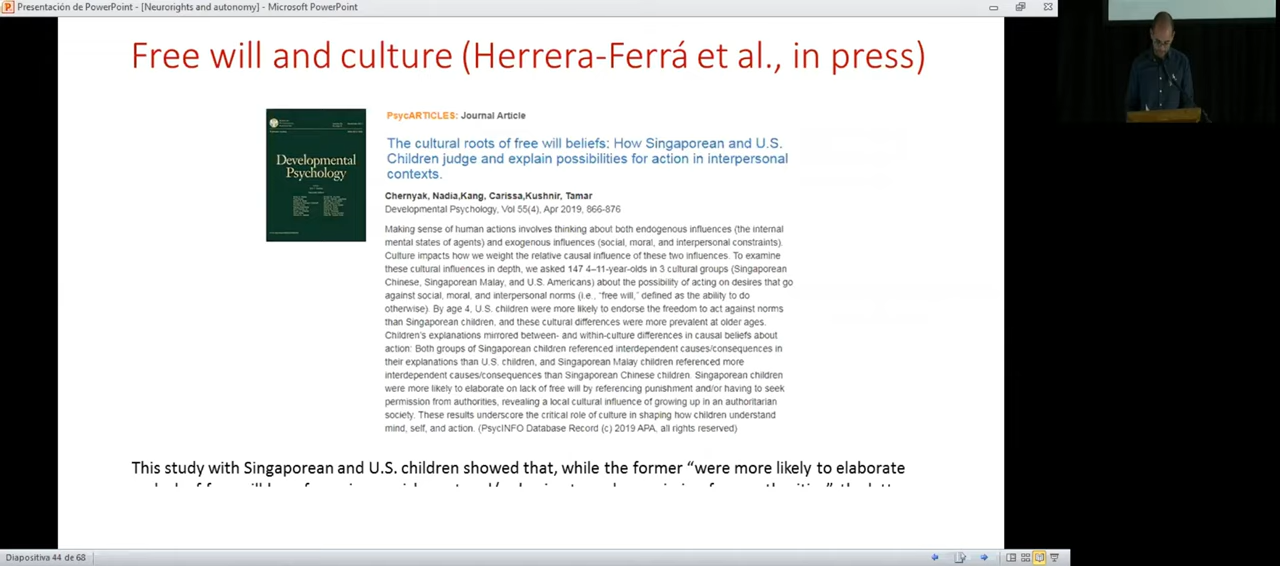 Presentación de PowerPoint - [Neurorights and autonomy] - Microsoft PowerPoint
Free will and culture (Herrera-Ferrá et al., in press)
Developmental
Psychology
PsycARTICLES: Journal Article
The cultural roots of free will beliefs: How Singaporean and U.S.
Children judge and explain possibilities for action in interpersonal
contexts.
Chernyak, Nadia,Kang, Carissa,Kushnir, Tamar
Developmental Psychology, Vol 55(4), Apr 2019, 866-876
Making sense of human actions involves thinking about both endogenous influences (the internal
mental states of agents) and exogenous influences (social, moral, and interpersonal constraints).
Culture impacts how we weight the relative causal influence of these two influences. To examine
these cultural influences in depth, we asked 147 4–11-year-olds in 3 cultural groups (Singaporean
Chinese, Singaporean Malay, and U.S. Americans) about the possibility of acting on desires that go
against social, moral, and interpersonal norms (i.e., “free will,” defined as the ability to do
otherwise). By age 4, U.S. children were more likely to endorse the freedom to act against norms
than Singaporean children, and these cultural differences were more prevalent at older ages.
Children’s explanations mirrored between- and within-culture differences in causal beliefs about
action: Both groups of Singaporean children referenced interdependent causes/consequences in
their explanations than U.S. children, and Singaporean Malay children referenced more
interdependent causes/consequences than Singaporean Chinese children. Singaporean children
were more likely to elaborate on lack of free will by referencing punishment and/or having to seek
permission from authorities, revealing a local cultural influence of growing up in an authoritarian
society. These results underscore the critical role of culture in shaping how children understand
mind, self, and action. (PsycINFO Database Record (c) 2019 APA, all rights reserved)
This study with Singaporean and U.S. children showed that, while the former “were more likely to elaborate
Diapositiva 44 de 68